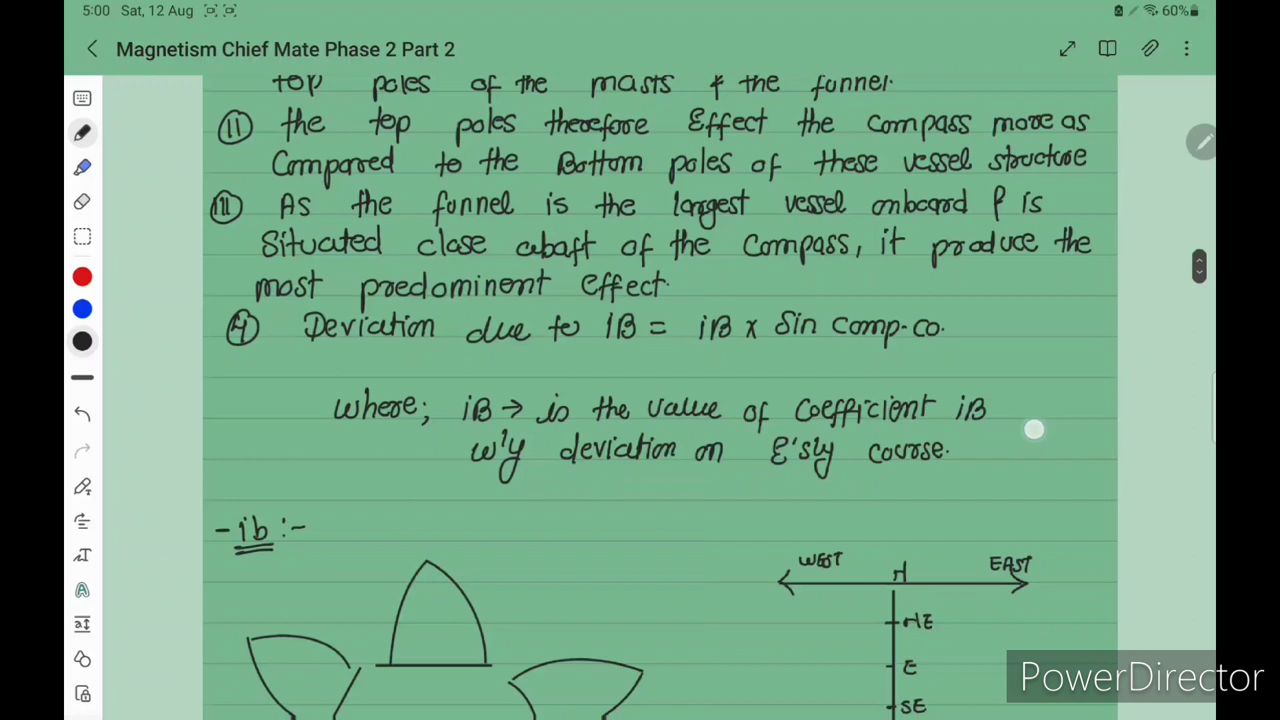 5:00 Sat, 12 Aug 60%
Magnetism Chief Mate Phase 2 Part 2
top poles of the masts & the funnel.
(II) the top poles therefore Effect the compass more as
Compared to the Bottom poles of these vessel structure
(III) As the funnel is the largest vessel onboard & is
Situated close abaft of the compass, it produce the
most predominent effect.
(4) Deviation due to iB = iB x Sin comp. co.
where; iB → is the value of coefficient iB
w'ly deviation on E'sly course.
- ib :-
WEST N EAST
NE
E
SE
PowerDirector